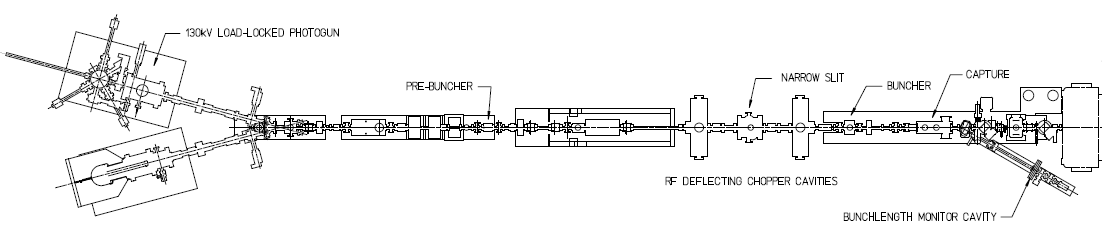 130kV LOAD-LOCKED PHOTOGUN
PRE-BUNCHER
NARROW SLIT
BUNCHER
CAPTURE
RF DEFLECTING CHOPPER CAVITIES
BUNCHLENGTH MONITOR CAVITY